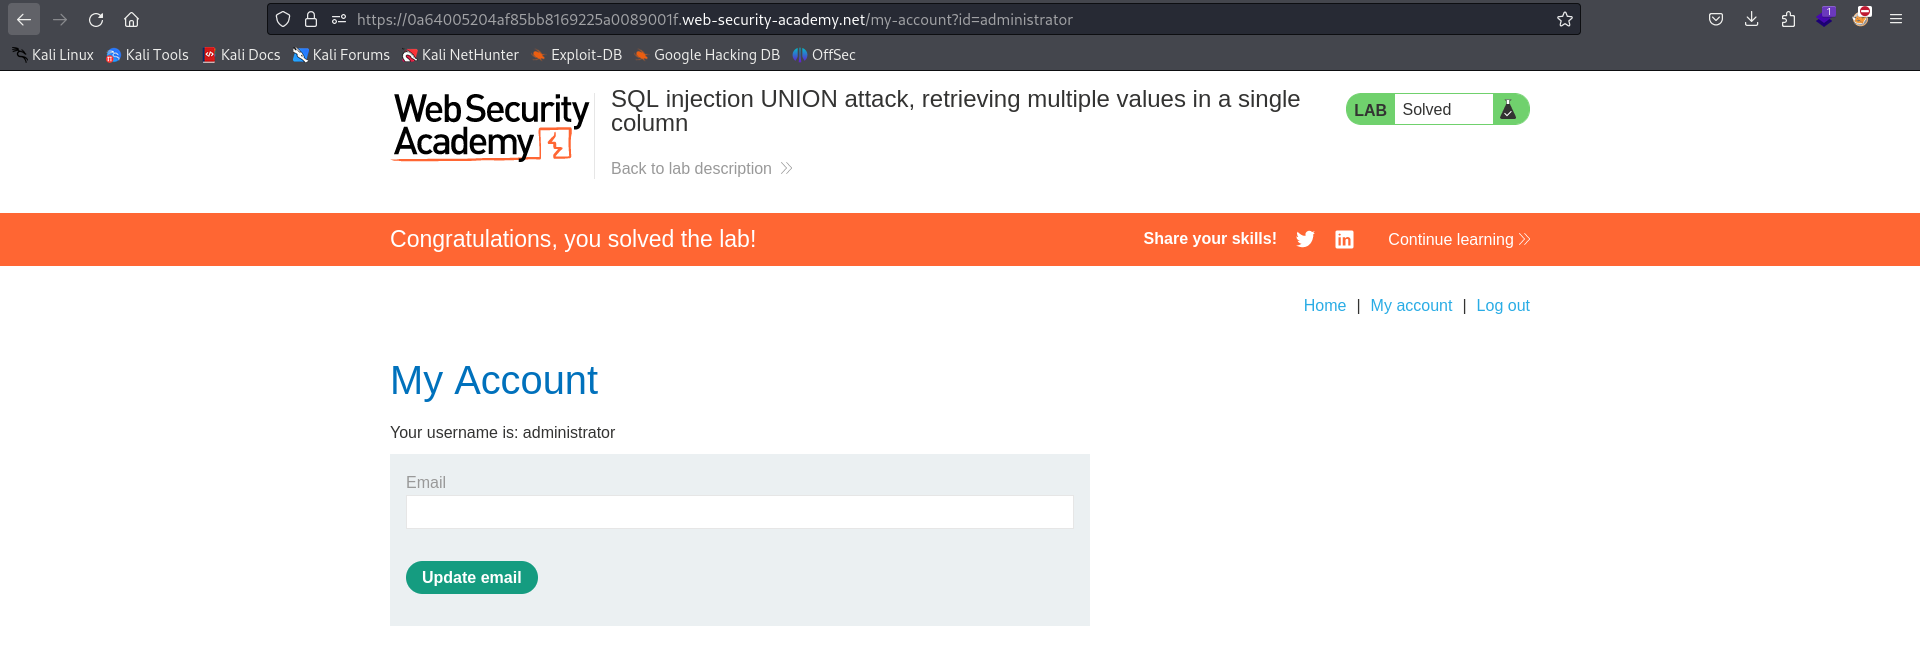 https://0a64005204af85bb8169225a0089001f.web-security-academy.net/my-account?id=administrator
1
Kali Linux Kali Tools Kali Docs Kali Forums Kali NetHunter Exploit-DB Google Hacking DB OffSec
Web Security
Academy
SQL injection UNION attack, retrieving multiple values in a single
column
LAB Solved
Back to lab description
Congratulations, you solved the lab!
Share your skills!
Continue learning
Home | My account | Log out
My Account
Your username is: administrator
Email
Update email